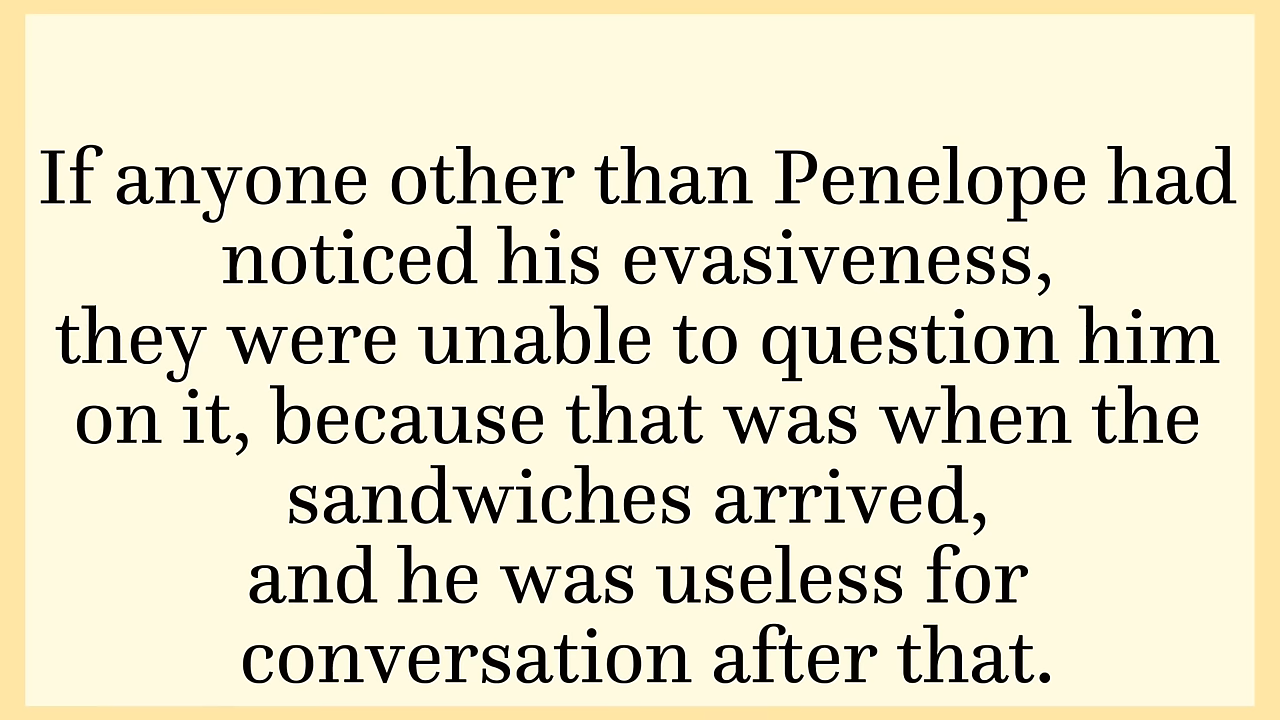 If anyone other than Penelope had
noticed his evasiveness,
they were unable to question him
on it, because that was when the
sandwiches arrived,
and he was useless for
conversation after that.